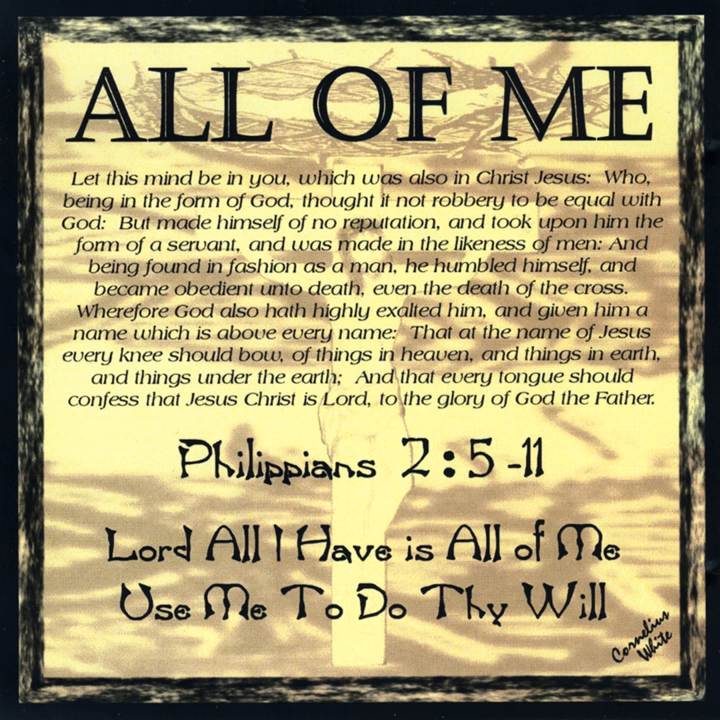 ALL OF ME
Let this mind be in you, which was also in Christ Jesus: Who,
being in the form of God, thought it not robbery to be equal with
God: But made himself of no reputation, and took upon him the
form of a servant, and was made in the likeness of men: And
being found in fashion as a man, he humbled himself, and
became obedient unto death, even the death of the cross.
Wherefore God also hath highly exalted him, and given him a
name which is above every name: That at the name of Jesus
every knee should bow, of things in heaven, and things in earth,
and things under the earth; And that every tongue should
confess that Jesus Christ is Lord, to the glory of God the Father.
Philippians 2:5-11
Lord All I Have is All of Me
Use Me To Do Thy Will
Cornelius
White